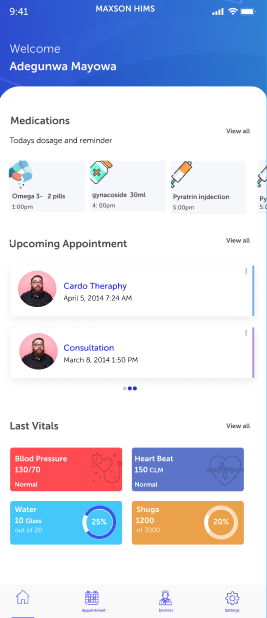 9:41
MAXSON HIMS
Welcome
Adegunwa Mayowa
Medications
View all
Todays dosage and reminder
Omega 3- 2 pills
1:00pm
gynacoside 30ml
4: 00pm
Pyratrin injdection
5:00pm
Py
5:0
Upcoming Appointment
View all
Cardo Theraphy
April 5, 2014 7:24 AM
Consultation
March 8, 2014 1:50 PM
Last Vitals
View all
Bllod Pressure
130/70
Normal
Heart Beat
150 CLM
Normal
Water
10 Glass
out of 20
25%
Shuga
1200
of 3000
20%
Appointment
Doctors
Settings